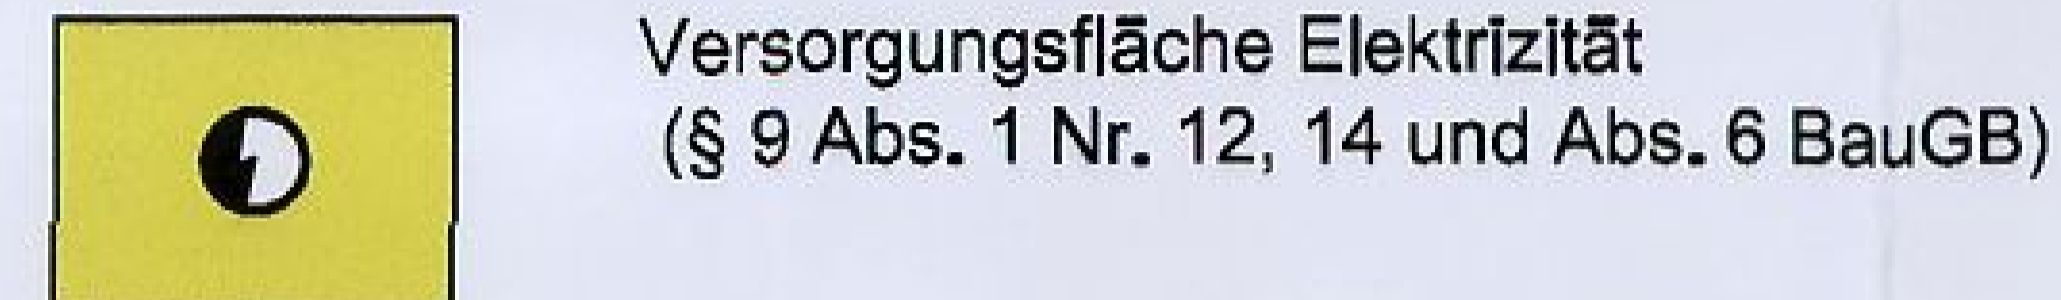 Versorgungsfläche Elektrizität
(§ 9 Abs. 1 Nr. 12, 14 und Abs. 6 BauGB)